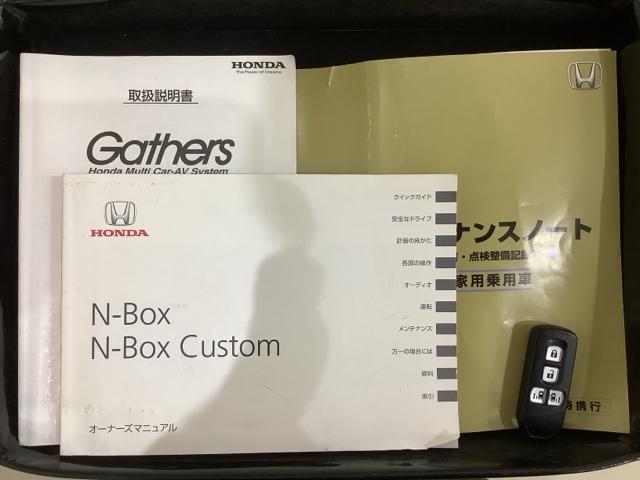 HONDA
The Power of Dreams
取扱説明書
Gathers
Honda Multi Car-AV System
HONDA
N-Box
N-Box Custom
オーナーズマニュアル
クイックガイド
安全なドライブ
計器の見かた
各部の操作
オーディオ
運転
メンテナンス
万一の場合には
資料
索引
ナンスノート
・点検整備記録
家用乗用車
携行